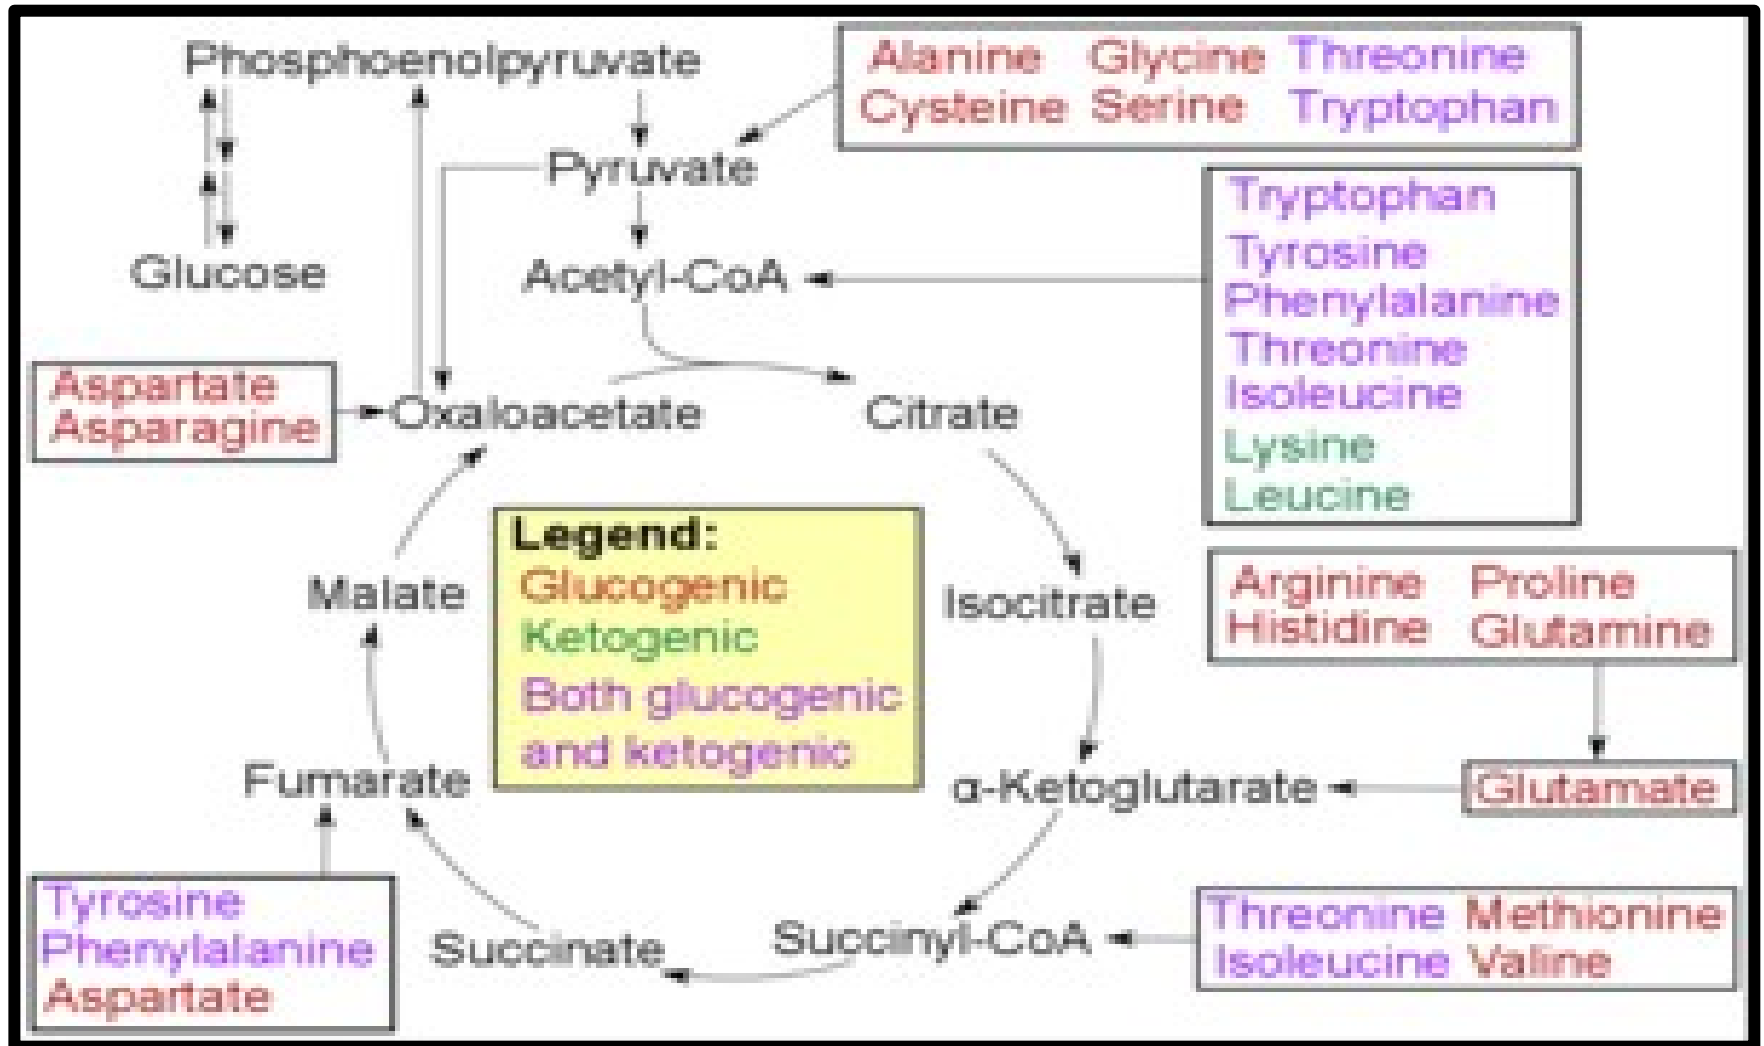 Phosphoenolpyruvate
Alanine Glycine Threonine
Cysteine Serine Tryptophan
Pyruvate
Glucose
Acetyl-CoA
Tryptophan
Tyrosine
Phenylalanine
Threonine
Isoleucine
Lysine
Leucine
Aspartate
Asparagine
Oxaloacetate
Citrate
Legend:
Glucogenic
Ketogenic
Both glucogenic
and ketogenic
Malate
Isocitrate
Arginine Proline
Histidine Glutamine
Fumarate
α-Ketoglutarate
Glutamate
Tyrosine
Phenylalanine
Aspartate
Succinate
Succinyl-CoA
Threonine Methionine
Isoleucine Valine